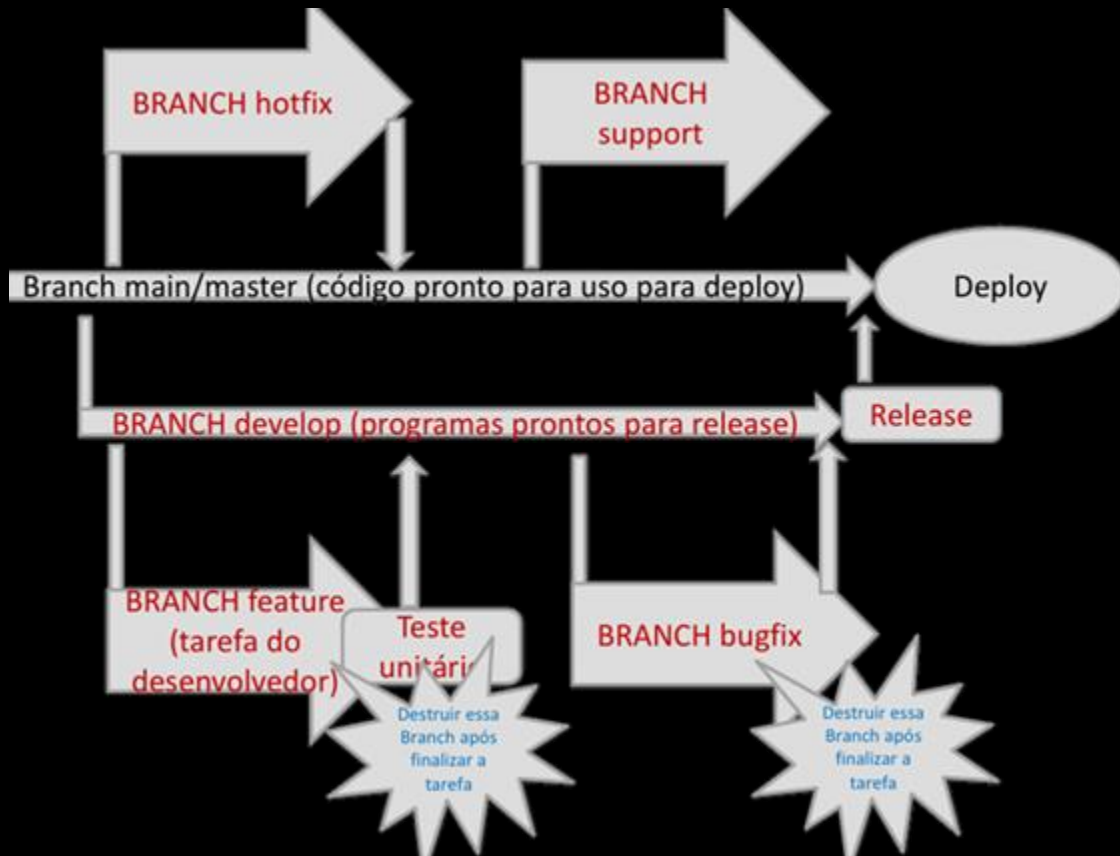 BRANCH hotfix
BRANCH
support
Branch main/master (código pronto para uso para deploy)
Deploy
BRANCH develop (programas prontos para release)
Release
BRANCH feature
(tarefa do
desenvolvedor)
Teste
BRANCH bugfix
Destruir essa
Branch após
finalizar a
tarefa
Destruir essa
Branch após
finalizar a
tarefa